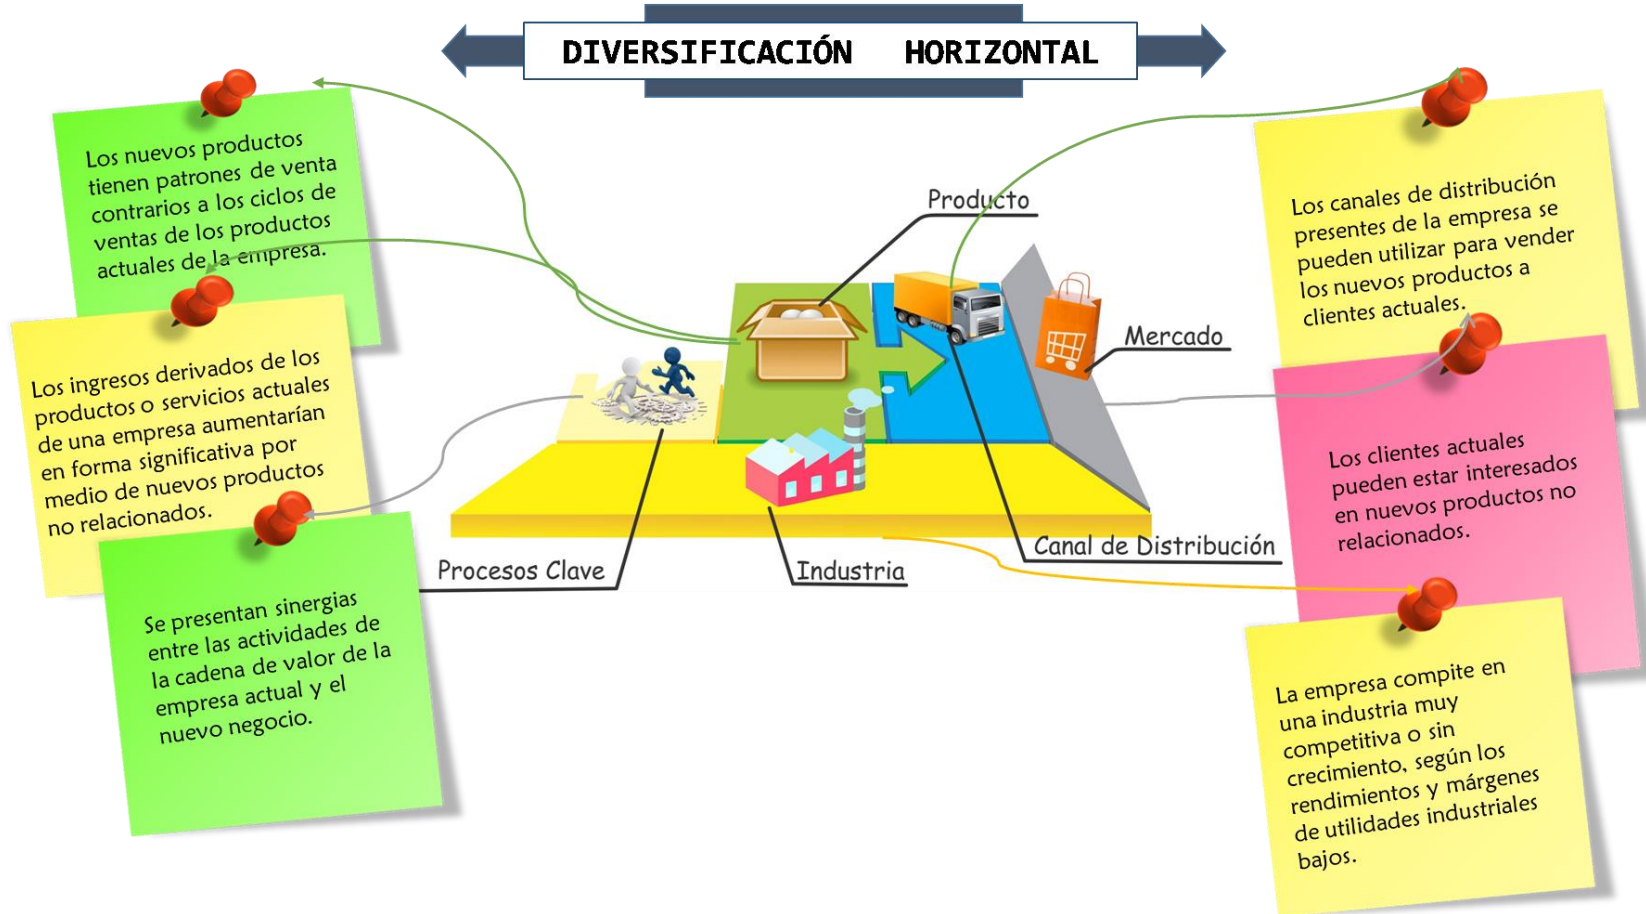 DIVERSIFICACIÓN HORIZONTAL
Los nuevos productos
tienen patrones de venta
contrarios a los ciclos de
ventas de los productos
actuales de la empresa.
Los ingresos derivados de los
productos o servicios actuales
de una empresa aumentarían
en forma significativa por
medio de nuevos productos
no relacionados.
Se presentan sinergias
entre las actividades de
la cadena de valor de la
empresa actual y el
nuevo negocio.
Producto
Mercado
Canal de Distribución
Industria
Procesos Clave
Los canales de distribución
presentes de la empresa se
pueden utilizar para vender
los nuevos productos a
clientes actuales.
Los clientes actuales
pueden estar interesados
en nuevos productos no
relacionados.
La empresa compite en
una industria muy
competitiva o sin
crecimiento, según los
rendimientos y márgenes
de utilidades industriales
bajos.